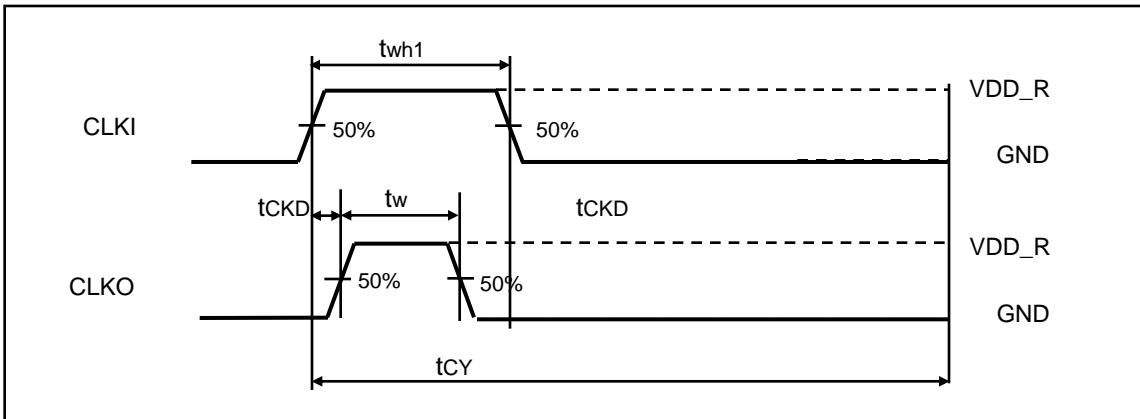 twh1
VDD_R
CLKI
50%
50%
GND
tCKD
tw
tCKD
VDD_R
CLKO
50%
50%
GND
tCY